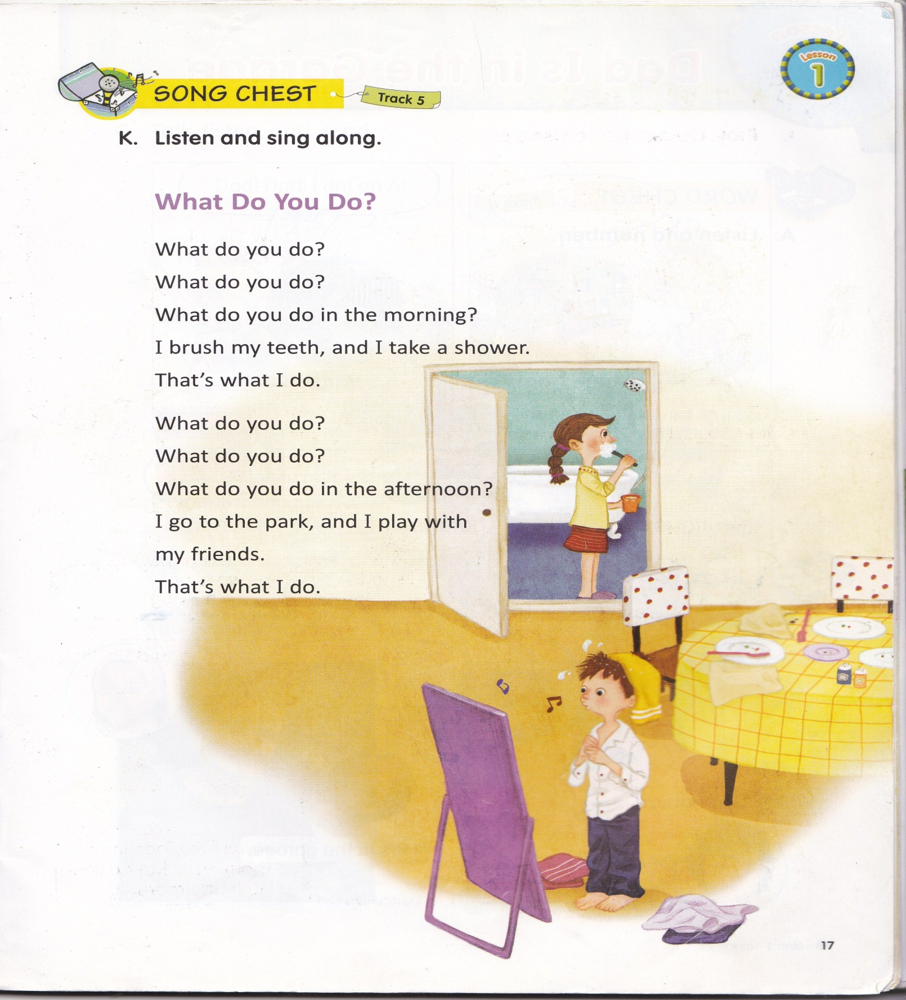 Lesson
1
SONG CHEST
Track 5
K. Listen and sing along.
What Do You Do?
What do you do?
What do you do?
What do you do in the morning?
I brush my teeth, and I take a shower.
That's what I do.
What do you do?
What do you do?
What do you do in the afternoon?
I go to the park, and I play with
my friends.
That's what I do.
17